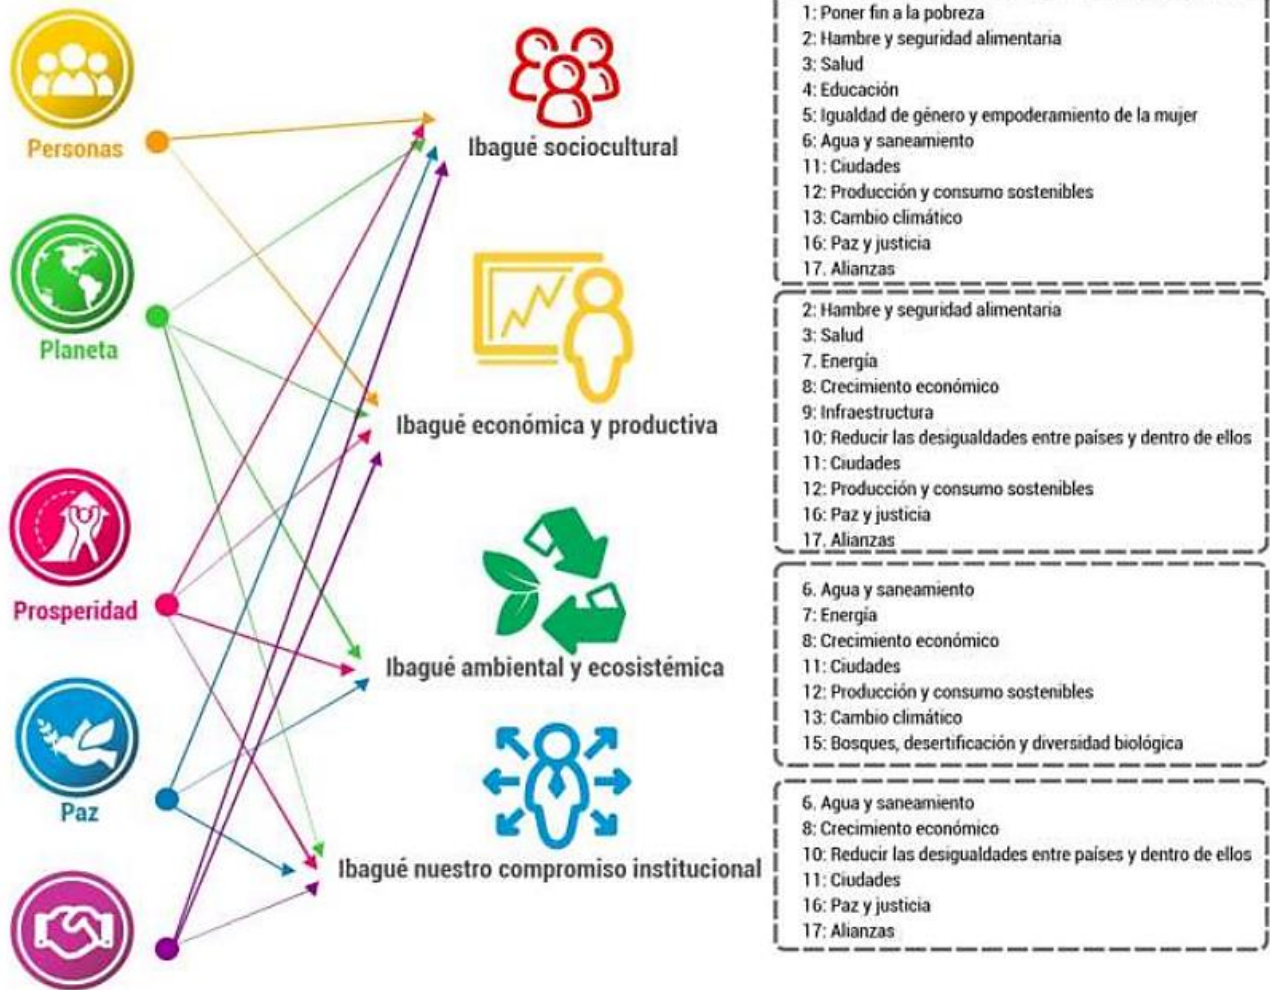 Personas
Planeta
Prosperidad
Paz
Ibagué sociocultural
Ibagué económica y productiva
Ibagué ambiental y ecosistémica
Ibagué nuestro compromiso institucional
1: Poner fin a la pobreza
2: Hambre y seguridad alimentaria
3: Salud
4: Educación
5: Igualdad de género y empoderamiento de la mujer
6: Agua y saneamiento
11: Ciudades
12: Producción y consumo sostenibles
13: Cambio climático
16: Paz y justicia
17. Alianzas
2: Hambre y seguridad alimentaria
3: Salud
7. Energía
8: Crecimiento económico
9: Infraestructura
10: Reducir las desigualdades entre países y dentro de ellos
11: Ciudades
12: Producción y consumo sostenibles
16: Paz y justicia
17. Alianzas
6. Agua y saneamiento
7: Energía
8: Crecimiento económico
11: Ciudades
12: Producción y consumo sostenibles
13: Cambio climático
15: Bosques, desertificación y diversidad biológica
6. Agua y saneamiento
8: Crecimiento económico
10: Reducir las desigualdades entre países y dentro de ellos
11: Ciudades
16: Paz y justicia
17: Alianzas